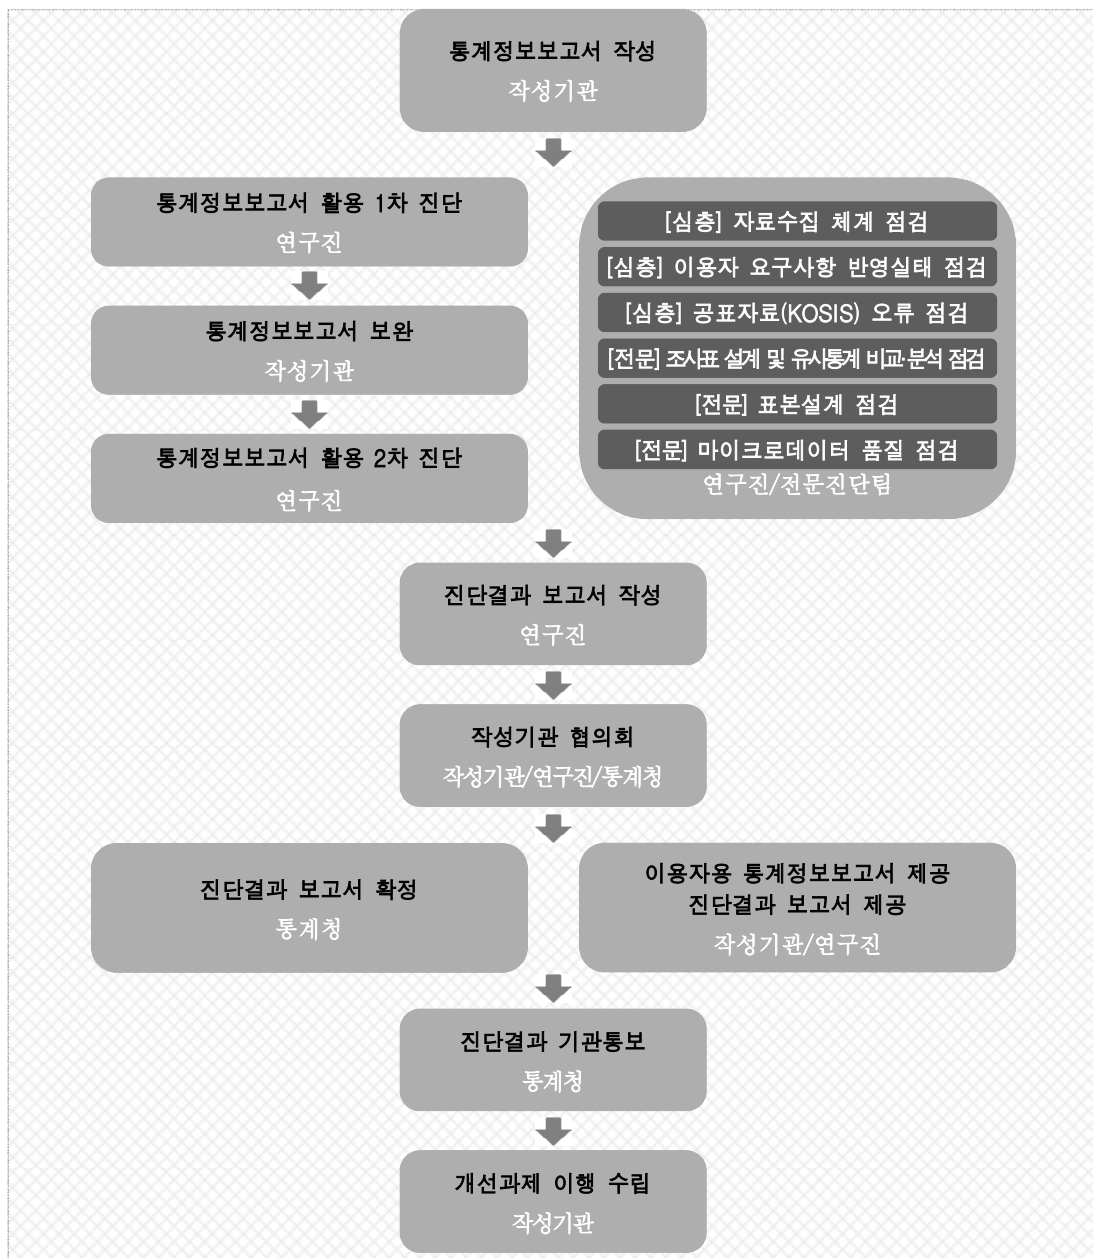 통계정보보고서 작성
작성기관
통계정보보고서 활용 1차 진단
연구진
통계정보보고서 보완
작성기관
통계정보보고서 활용 2차 진단
연구진
[심층] 자료수집 체계 점검
[심층] 이용자 요구사항 반영실태 점검
[심층] 공표자료(KOSIS) 오류 점검
[전문] 조사표 설계 및 유사통계 비교·분석 점검
[전문] 표본설계 점검
[전문] 마이크로데이터 품질 점검
연구진/전문진단팀
진단결과 보고서 작성
연구진
작성기관 협의회
작성기관/연구진/통계청
진단결과 보고서 확정
통계청
이용자용 통계정보보고서 제공
진단결과 보고서 제공
작성기관/연구진
진단결과 기관통보
통계청
개선과제 이행 수립
작성기관